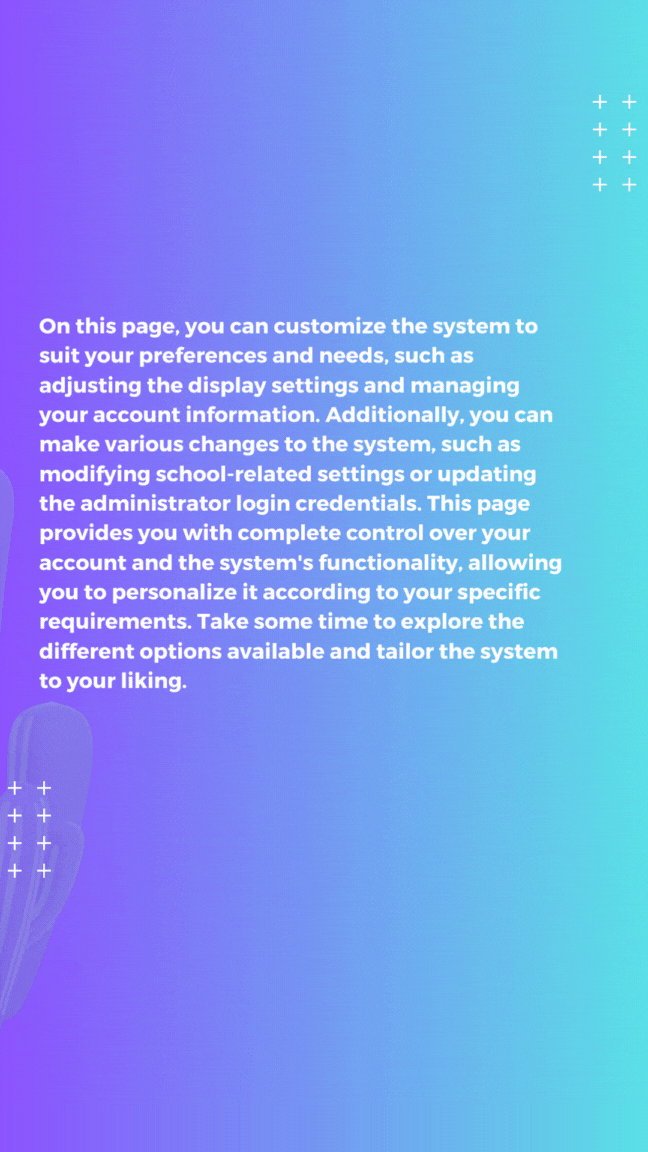 On this page, you can customize the system to
suit your preferences and needs, such as
adjusting the display settings and managing
your account information. Additionally, you can
make various changes to the system, such as
modifying school-related settings or updating
the administrator login credentials. This page
provides you with complete control over your
account and the system's functionality, allowing
you to personalize it according to your specific
requirements. Take some time to explore the
different options available and tailor the system
to your liking.